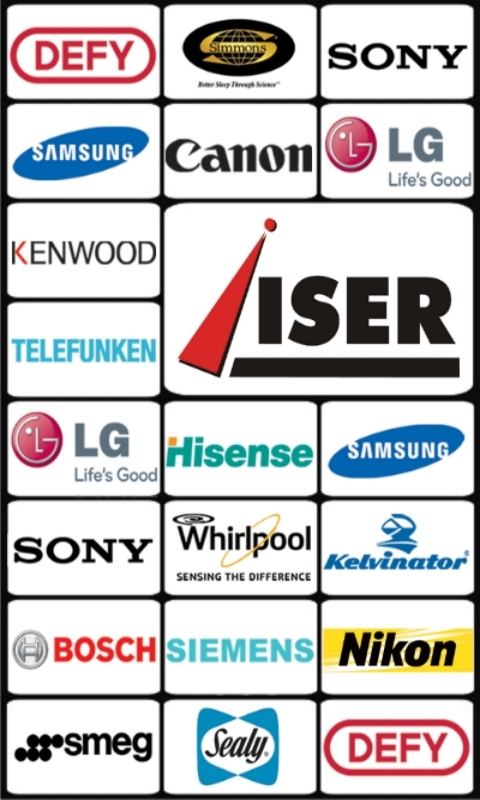 DEFY
Simmons
Better Sleep Through Science™
SONY
SAMSUNG
Canon
LG
Life's Good
KENWOOD
ISER
TELEFUNKEN
LG
Life's Good
Hisense
SAMSUNG
SONY
Whirlpool
SENSING THE DIFFERENCE
Kelvinator®
BOSCH
SIEMENS
Nikon
smeg
Sealy®
DEFY